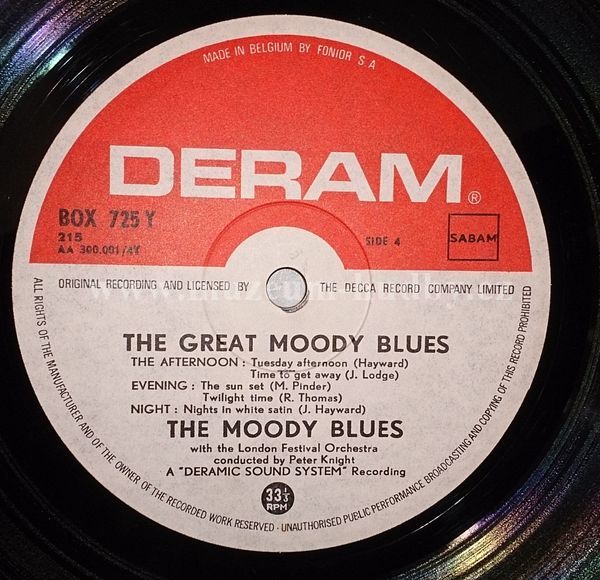 MADE IN BELGIUM BY FONIOR S.A
DERAM®
BOX 725 Y
215
AA 300.001/4Y
SIDE 4
SABAM
ORIGINAL RECORDING AND LICENSED BY THE DECCA RECORD COMPANY LIMITED
THE GREAT MOODY BLUES
THE AFTERNOON : Tuesday afternoon (Hayward)
Time to get away (J. Lodge)
EVENING : The sun set (M. Pinder)
Twilight time (R. Thomas)
NIGHT : Nights in white satin (J. Hayward)
THE MOODY BLUES
with the London Festival Orchestra
conducted by Peter Knight
A "DERAMIC SOUND SYSTEM" Recording
33⅓
RPM
ALL RIGHTS OF THE MANUFACTURER AND OF THE OWNER OF THE RECORDED WORK RESERVED · UNAUTHORISED PUBLIC PERFORMANCE BROADCASTING AND COPYING OF THIS RECORD PROHIBITED